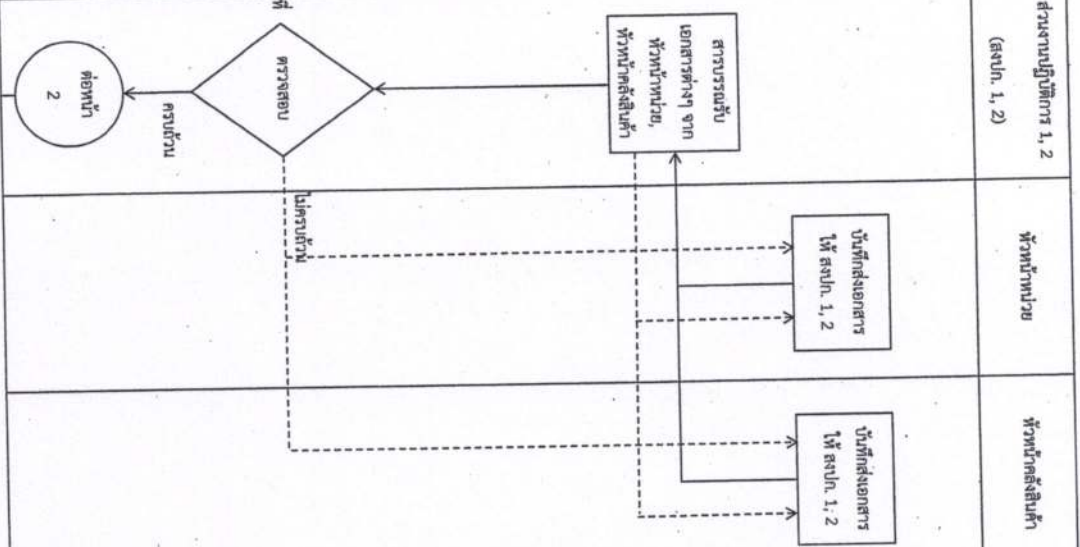 ส่วนงานปฏิบัติการ 1, 2
(สงปก. 1, 2)
หัวหน้าหน่วย
หัวหน้าคลังสินค้า
บันทึกส่งเอกสาร
ให้ สงปก. 1, 2
บันทึกส่งเอกสาร
ให้ สงปก. 1, 2
สารบรรณรับ
เอกสารต่างๆ จาก
หัวหน้าหน่วย,
หัวหน้าคลังสินค้า
ที่
ตรวจสอบ
ไม่ครบถ้วน
ครบถ้วน
ต่อหน้า
2